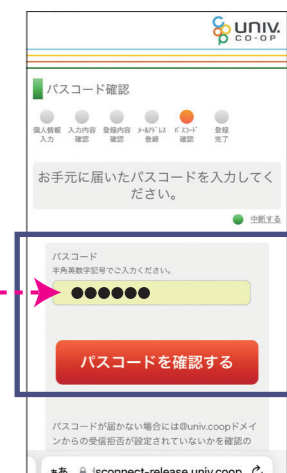 univ.
CO-OP
パスコード確認
個人情報
入力
入力内容
確認
登録内容
確認
メールアドレス
登録
パスコード
確認
登録
完了
お手元に届いたパスコードを入力してく
ださい。
中断する
パスコード
半角英数字記号でご入力ください。
●●●●●●
パスコードを確認する
パスコードが届かない場合には@univ.coopドメイ
ンからの受信拒否が設定されていないかを確認の
ああ
sconnect-release.univ.coop